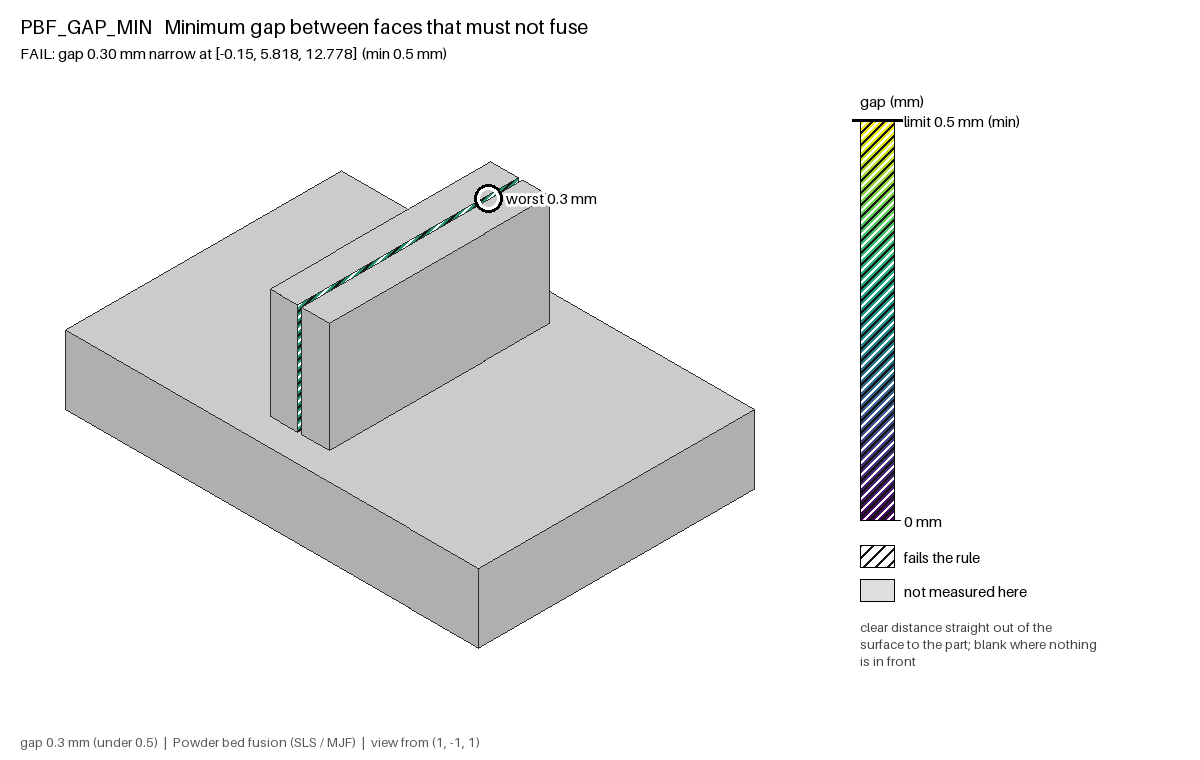 PBF_GAP_MIN Minimum gap between faces that must not fuse
FAIL: gap 0.30 mm narrow at [-0.15, 5.818, 12.778] (min 0.5 mm)
gap (mm)
limit 0.5 mm (min)
worst 0.3 mm
0 mm
fails the rule
not measured here
clear distance straight out of the
surface to the part; blank where nothing
is in front
gap 0.3 mm (under 0.5) | Powder bed fusion (SLS / MJF) | view from (1, -1, 1)